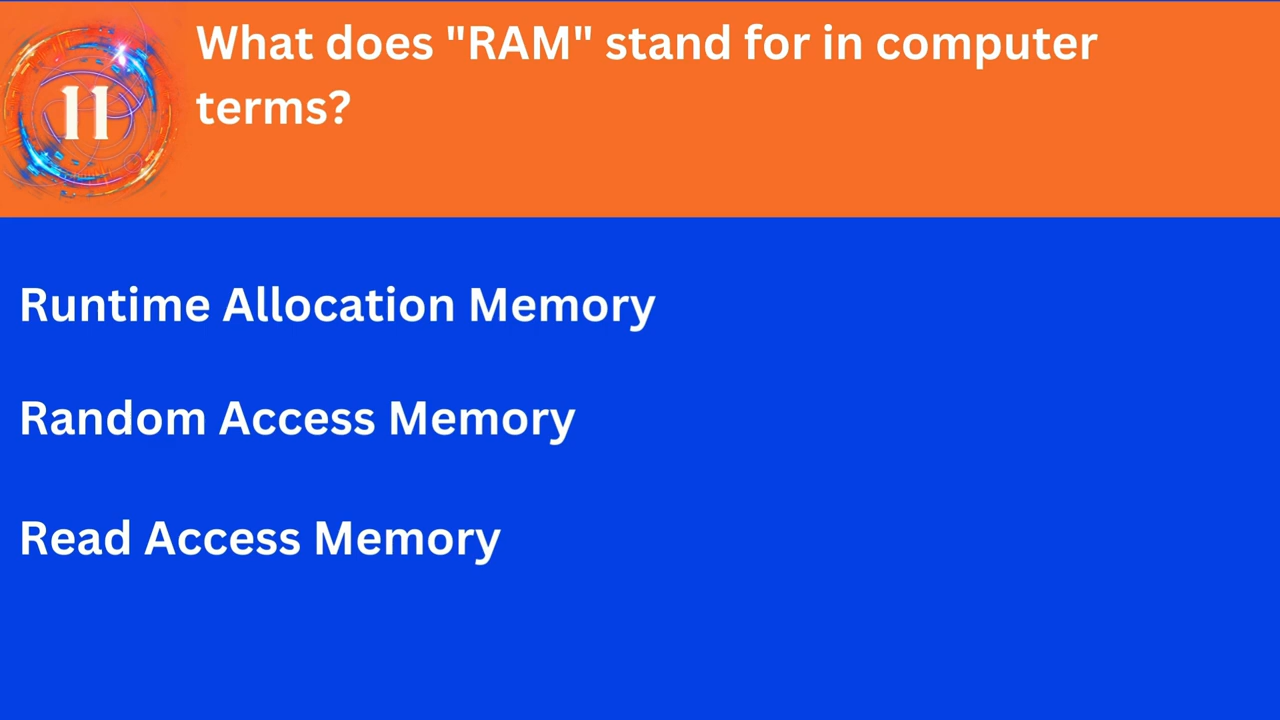 11
What does "RAM" stand for in computer
terms?
Runtime Allocation Memory
Random Access Memory
Read Access Memory